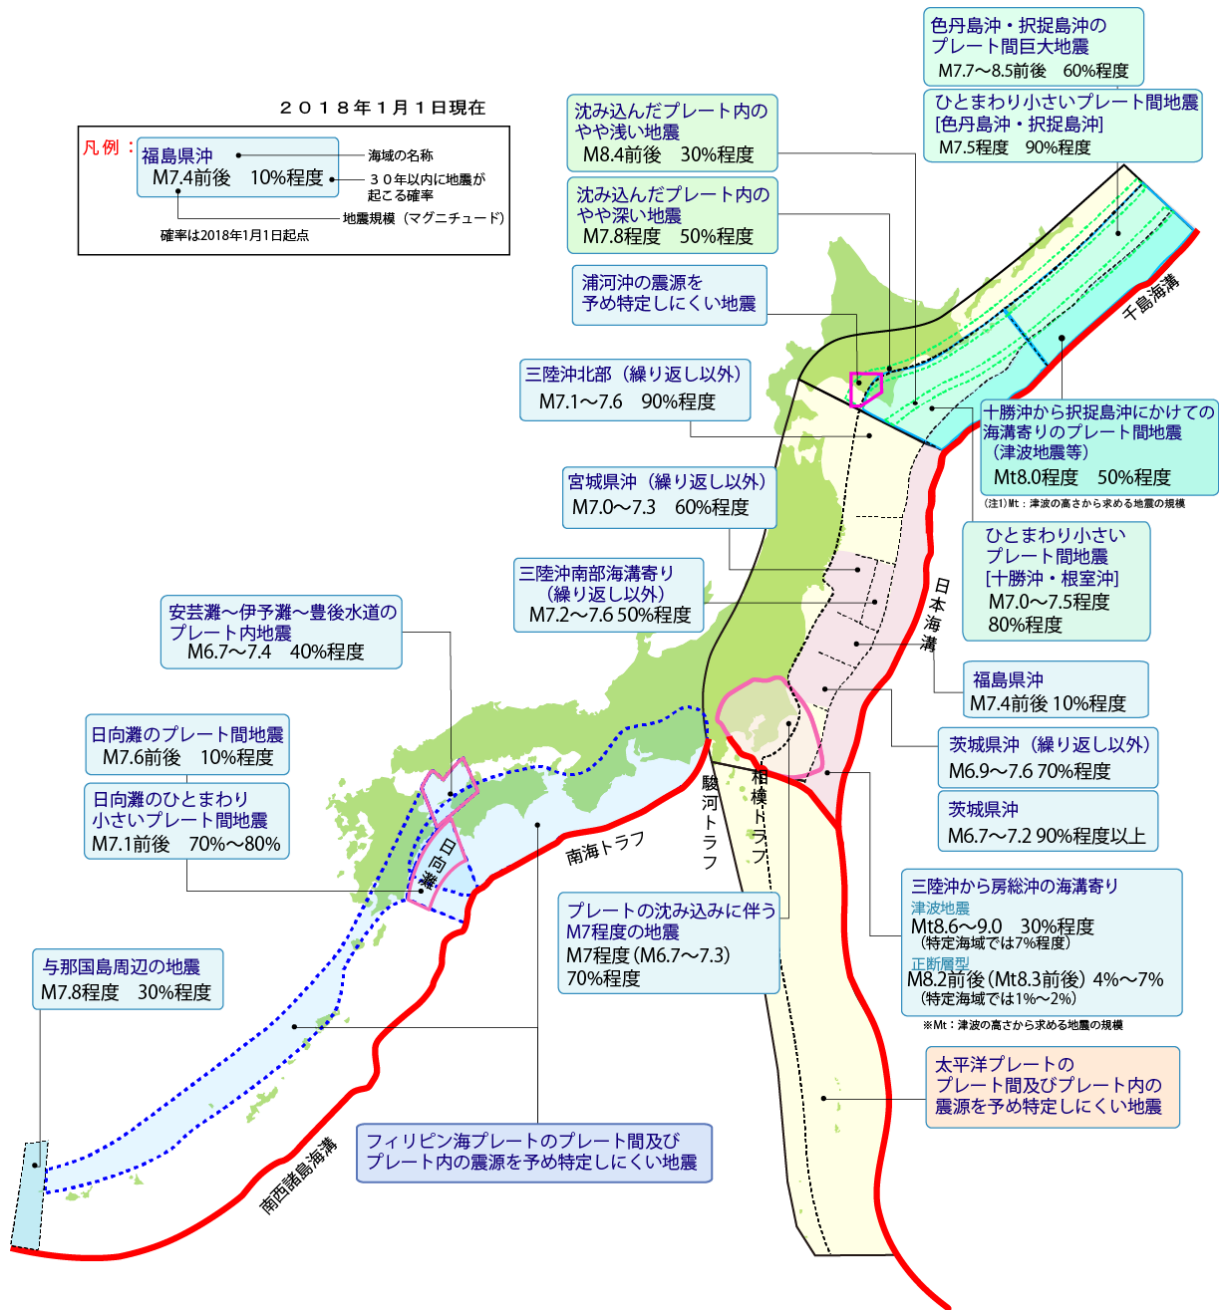 色丹島沖・択捉島沖の
プレート間巨大地震
M7.7～8.5前後　60%程度
ひとまわり小さいプレート間地震
[色丹島沖・択捉島沖]
M7.5程度　90%程度
２０１８年１月１日現在
凡例：
福島県沖
M7.4前後　10%程度
海域の名称
３０年以内に地震が
起こる確率
地震規模（マグニチュード）
確率は2018年1月1日起点
沈み込んだプレート内の
やや浅い地震
M8.4前後　30%程度
沈み込んだプレート内の
やや深い地震
M7.8程度　50%程度
浦河沖の震源を
予め特定しにくい地震
千島海溝
三陸沖北部（繰り返し以外）
M7.1～7.6　90%程度
十勝沖から択捉島沖にかけての
海溝寄りのプレート間地震
（津波地震等）
Mt8.0程度　50%程度
(注1)Mt：津波の高さから求める地震の規模
宮城県沖（繰り返し以外）
M7.0～7.3　60%程度
ひとまわり小さい
プレート間地震
[十勝沖・根室沖]
M7.0～7.5程度
80%程度
三陸沖南部海溝寄り
（繰り返し以外）
M7.2～7.6 50%程度
日本海溝
安芸灘～伊予灘～豊後水道の
プレート内地震
M6.7～7.4　40%程度
福島県沖
M7.4前後 10%程度
日向灘のプレート間地震
M7.6前後　10%程度
茨城県沖（繰り返し以外）
M6.9～7.6 70%程度
日向灘のひとまわり
小さいプレート間地震
M7.1前後　70%～80%
茨城県沖
M6.7～7.2 90%程度以上
駿河トラフ
相模トラフ
南海トラフ
日向灘
三陸沖から房総沖の海溝寄り
津波地震
Mt8.6～9.0　30%程度
（特定海域では7%程度）
正断層型
M8.2前後（Mt8.3前後）4%～7%
（特定海域では1%～2%）
※Mt：津波の高さから求める地震の規模
プレートの沈み込みに伴う
M7程度の地震
M7程度（M6.7～7.3）
70%程度
与那国島周辺の地震
M7.8程度　30%程度
太平洋プレートの
プレート間及びプレート内の
震源を予め特定しにくい地震
フィリピン海プレートのプレート間及び
プレート内の震源を予め特定しにくい地震
南西諸島海溝